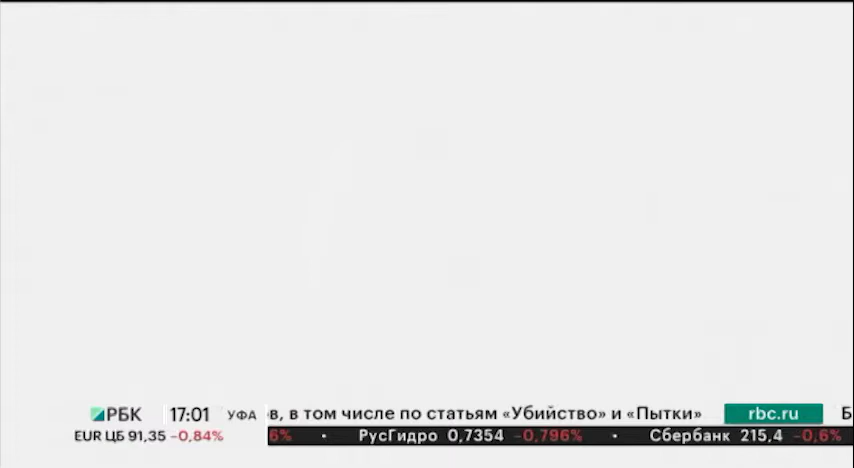 РБК 17:01 УФА в, в том числе по статьям «Убийство» и «Пытки» rbc.ru Б
EUR ЦБ 91,35 -0,84% 6% • РусГидро 0,7354 -0,796% • Сбербанк 215,4 -0,6%